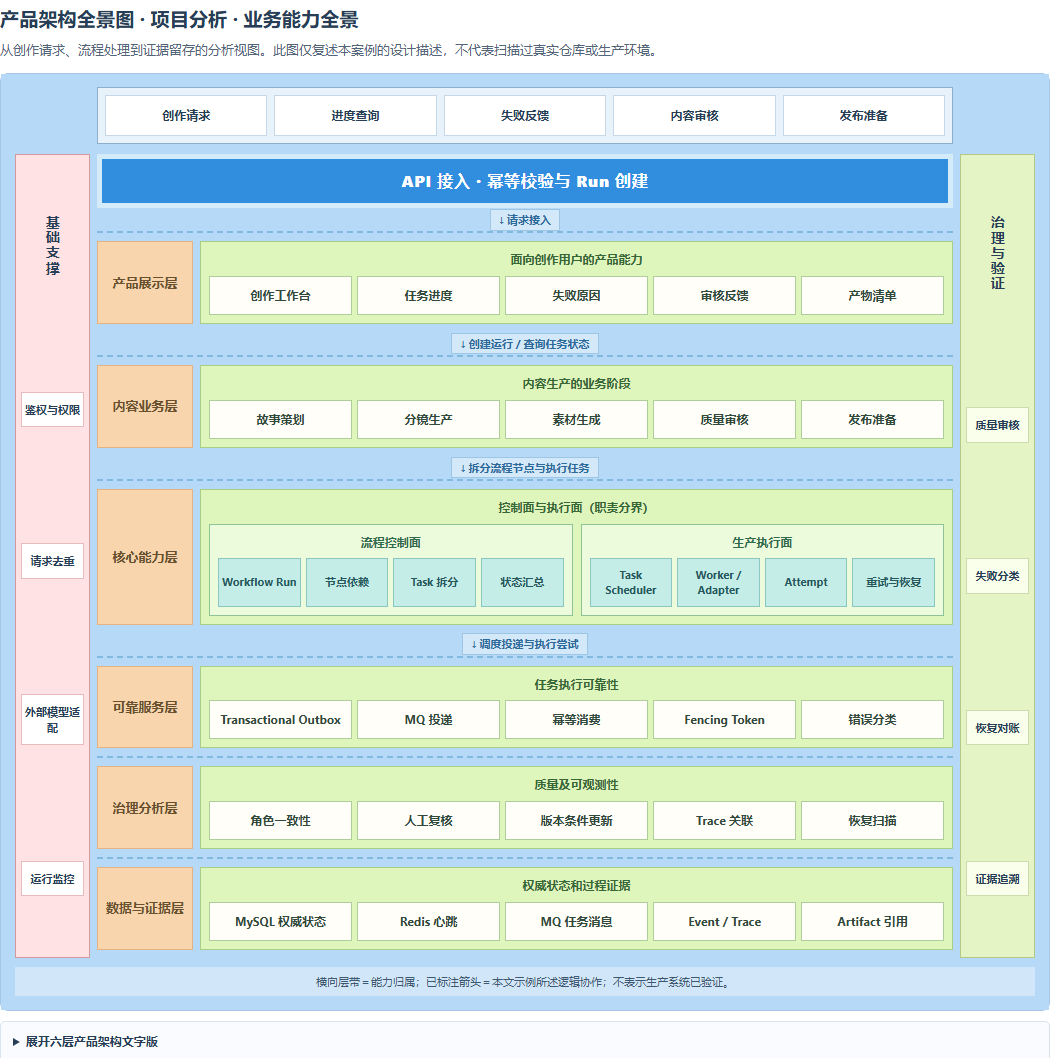 产品架构全景图 · 项目分析 · 业务能力全景
从创作请求、流程处理到证据留存的分析视图。此图仅复述本案例的设计描述，不代表扫描过真实仓库或生产环境。
创作请求
进度查询
失败反馈
内容审核
发布准备
基础支撑
鉴权与权限
请求去重
外部模型适
配
运行监控
API 接入 · 幂等校验与 Run 创建
↓ 请求接入
产品展示层
面向创作用户的产品能力
创作工作台
任务进度
失败原因
审核反馈
产物清单
↓ 创建运行 / 查询任务状态
内容业务层
内容生产的业务阶段
故事策划
分镜生产
素材生成
质量审核
发布准备
↓ 拆分流程节点与执行任务
核心能力层
控制面与执行面（职责分界）
流程控制面
Workflow Run
节点依赖
Task 拆分
状态汇总
生产执行面
Task
Scheduler
Worker /
Adapter
Attempt
重试与恢复
↓ 调度投递与执行尝试
可靠服务层
任务执行可靠性
Transactional Outbox
MQ 投递
幂等消费
Fencing Token
错误分类
治理分析层
质量及可观测性
角色一致性
人工复核
版本条件更新
Trace 关联
恢复扫描
数据与证据层
权威状态和过程证据
MySQL 权威状态
Redis 心跳
MQ 任务消息
Event / Trace
Artifact 引用
治理与验证
质量审核
失败分类
恢复对账
证据追溯
横向层带 = 能力归属；已标注箭头 = 本文示例所述逻辑协作；不表示生产系统已验证。
▶ 展开六层产品架构文字版